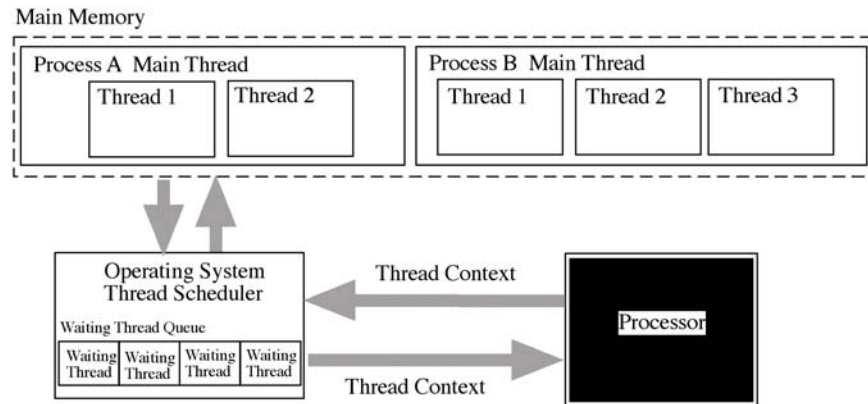 Main Memory
Process A Main Thread
Thread 1
Thread 2
Process B Main Thread
Thread 1
Thread 2
Thread 3
Operating System
Thread Scheduler
Waiting Thread Queue
Waiting
Thread
Waiting
Thread
Waiting
Thread
Waiting
Thread
Thread Context
Thread Context
Processor